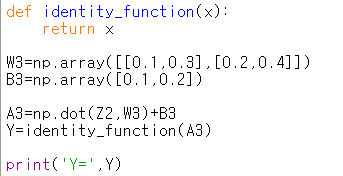 def identity_function(x):
    return x
W3=np.array([[0.1,0.3],[0.2,0.4]])
B3=np.array([0.1,0.2])
A3=np.dot(Z2,W3)+B3
Y=identity_function(A3)
print('Y=',Y)